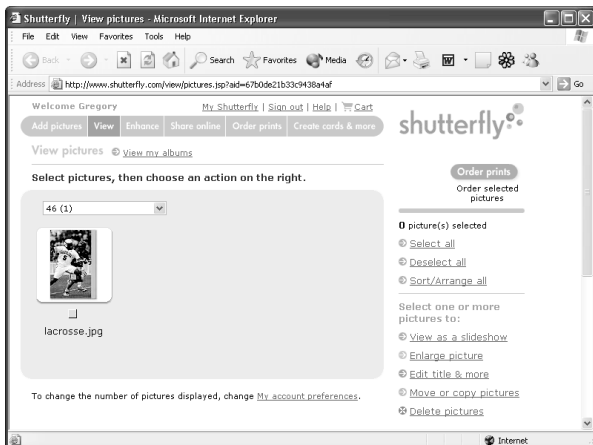 Shutterfly | View pictures - Microsoft Internet Explorer
File Edit View Favorites Tools Help
Back Search Favorites Media
Address http://www.shutterfly.com/view/pictures.jsp?aid=67b0de21b33c9438a4af Go
Welcome Gregory My Shutterfly | Sign out | Help | Cart
Add pictures View Enhance Share online Order prints Create cards & more
shutterfly
View pictures View my albums
Select pictures, then choose an action on the right.
46 (1)
lacrosse.jpg
To change the number of pictures displayed, change My account preferences.
Order prints
Order selected
pictures
0 picture(s) selected
Select all
Deselect all
Sort/Arrange all
Select one or more
pictures to:
View as a slideshow
Enlarge picture
Edit title & more
Move or copy pictures
Delete pictures
Internet